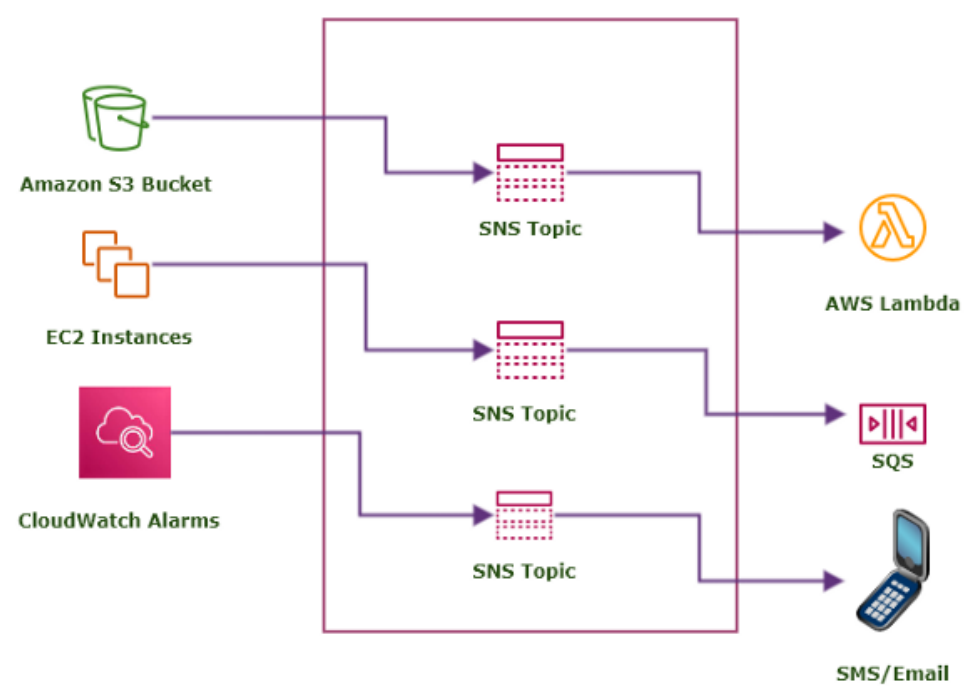 Amazon S3 Bucket
SNS Topic
AWS Lambda
EC2 Instances
SNS Topic
SQS
CloudWatch Alarms
SNS Topic
SMS/Email